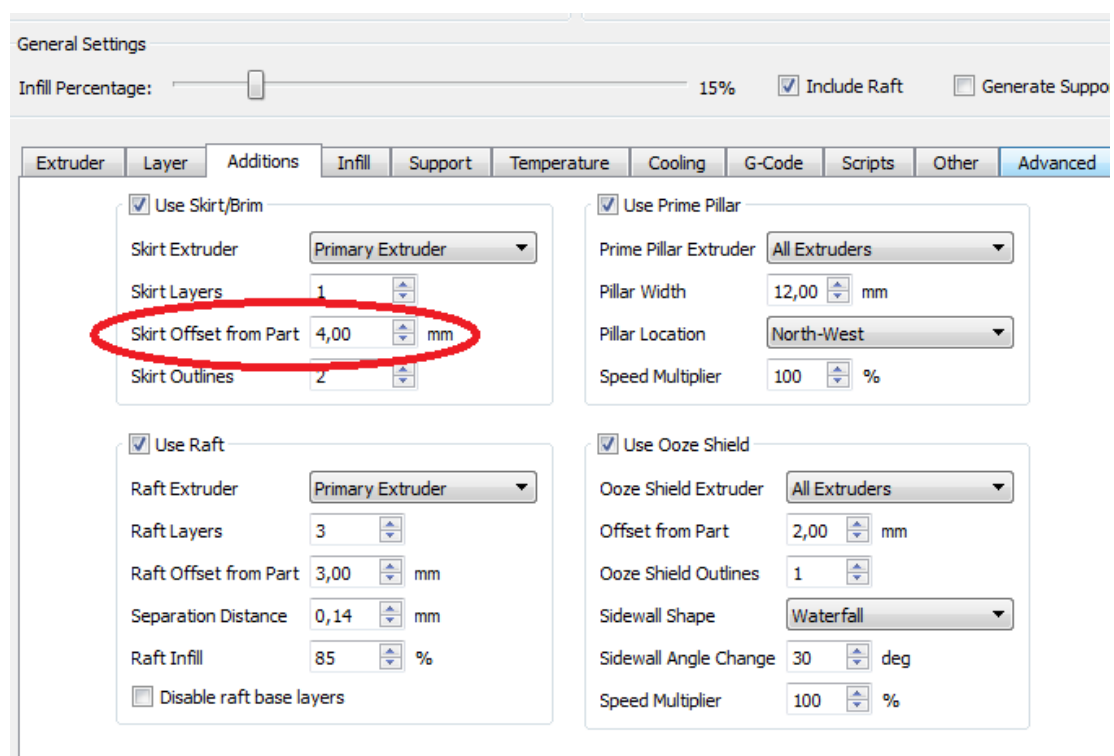 General Settings
Infill Percentage: 15% Include Raft Generate Suppo
Extruder Layer Additions Infill Support Temperature Cooling G-Code Scripts Other Advanced
Use Skirt/Brim
Skirt Extruder Primary Extruder
Skirt Layers 1
Skirt Offset from Part 4,00 mm
Skirt Outlines 2
Use Prime Pillar
Prime Pillar Extruder All Extruders
Pillar Width 12,00 mm
Pillar Location North-West
Speed Multiplier 100 %
Use Raft
Raft Extruder Primary Extruder
Raft Layers 3
Raft Offset from Part 3,00 mm
Separation Distance 0,14 mm
Raft Infill 85 %
Disable raft base layers
Use Ooze Shield
Ooze Shield Extruder All Extruders
Offset from Part 2,00 mm
Ooze Shield Outlines 1
Sidewall Shape Waterfall
Sidewall Angle Change 30 deg
Speed Multiplier 100 %